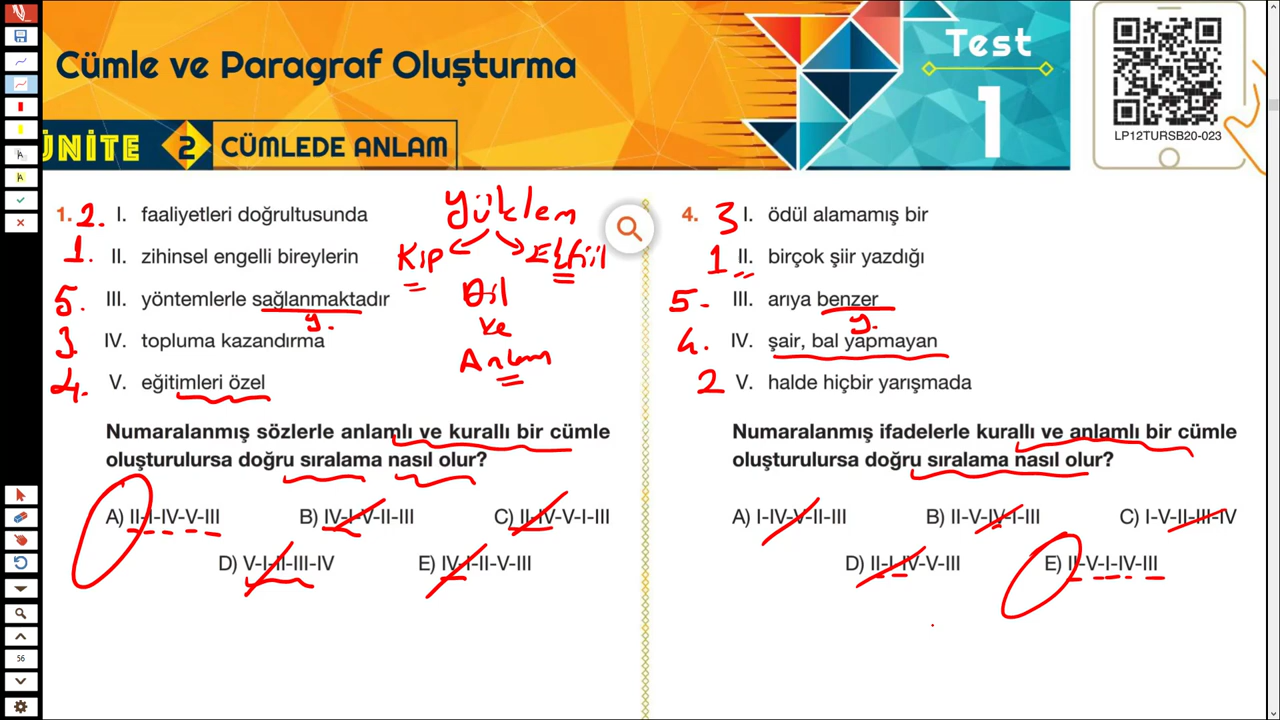 Cümle ve Paragraf Oluşturma
Test
1
ÜNİTE 2 CÜMLEDE ANLAM
LP12TURSB20-023
1. 2. I. faaliyetleri doğrultusunda
1. II. zihinsel engelli bireylerin
5. III. yöntemlerle sağlanmaktadır
y.
3. IV. topluma kazandırma
4. V. eğitimleri özel
Yüklem
Kip Ekfiil
Dil
ve
Anlam
Numaralanmış sözlerle anlamlı ve kurallı bir cümle
oluşturulursa doğru sıralama nasıl olur?
A) II-I-IV-V-III B) IV-I-V-II-III C) II-IV-V-I-III
D) V-I-II-III-IV E) IV-I-II-V-III
4. 3 I. ödül alamamış bir
1 II. birçok şiir yazdığı
5. III. arıya benzer
y.
4. IV. şair, bal yapmayan
2 V. halde hiçbir yarışmada
Numaralanmış ifadelerle kurallı ve anlamlı bir cümle
oluşturulursa doğru sıralama nasıl olur?
A) I-IV-V-II-III B) II-V-IV-I-III C) I-V-II-III-IV
D) II-I-IV-V-III E) II-V-I-IV-III
56